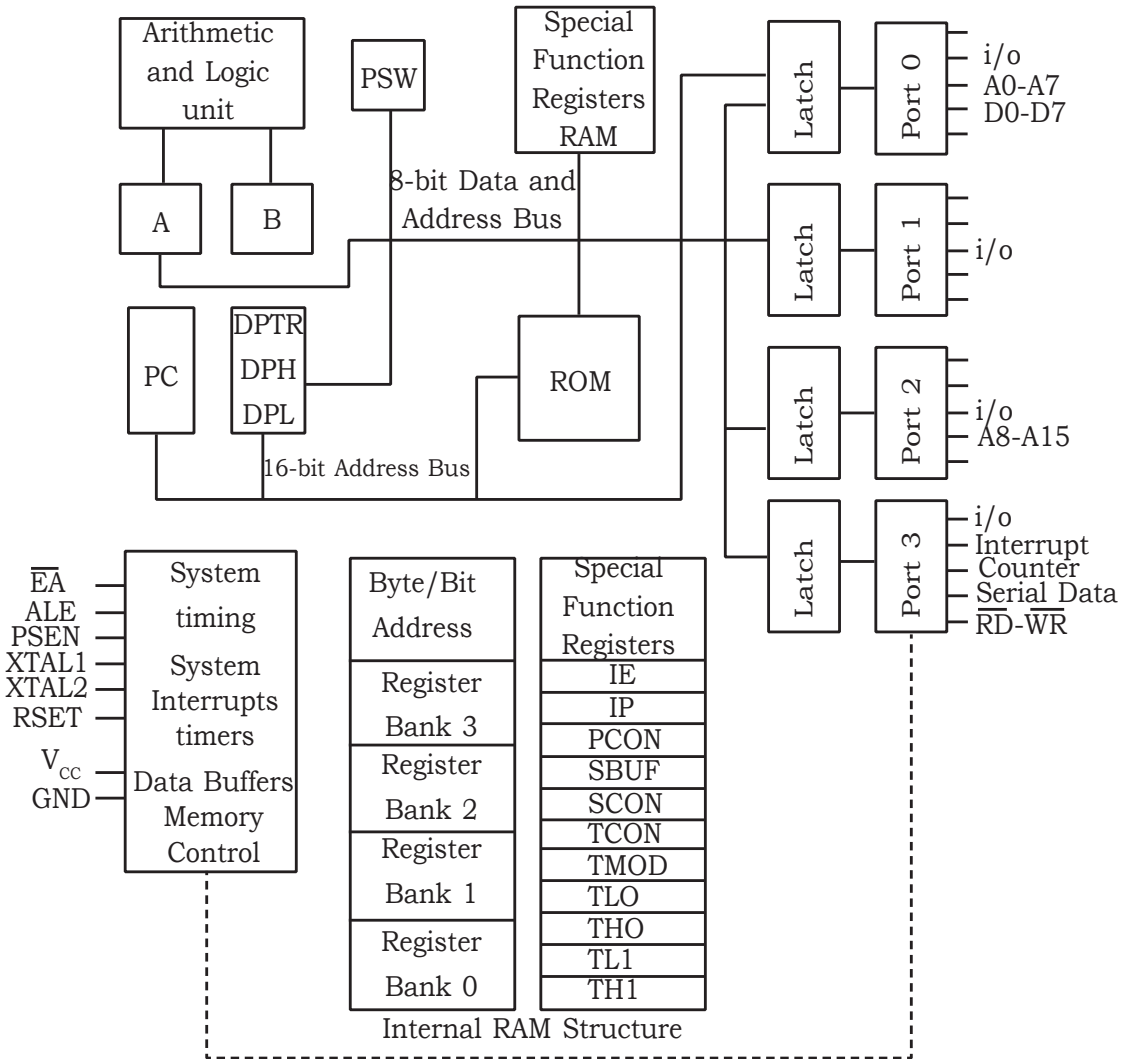 Arithmetic
and Logic
unit
PSW
Special
Function
Registers
RAM
Latch
Port 0
i/o
A0-A7
D0-D7
A
B
8-bit Data and
Address Bus
Latch
Port 1
i/o
PC
DPTR
DPH
DPL
ROM
16-bit Address Bus
Latch
Port 2
i/o
A8-A15
Latch
Port 3
i/o
Interrupt
Counter
Serial Data
R̅D̅-W̅R̅
E̅A̅
ALE
PSEN
XTAL1
XTAL2
RSET
VCC
GND
System
timing
System
Interrupts
timers
Data Buffers
Memory
Control
Byte/Bit
Address
Register
Bank 3
Register
Bank 2
Register
Bank 1
Register
Bank 0
Special
Function
Registers
IE
IP
PCON
SBUF
SCON
TCON
TMOD
TLO
THO
TL1
TH1
Internal RAM Structure